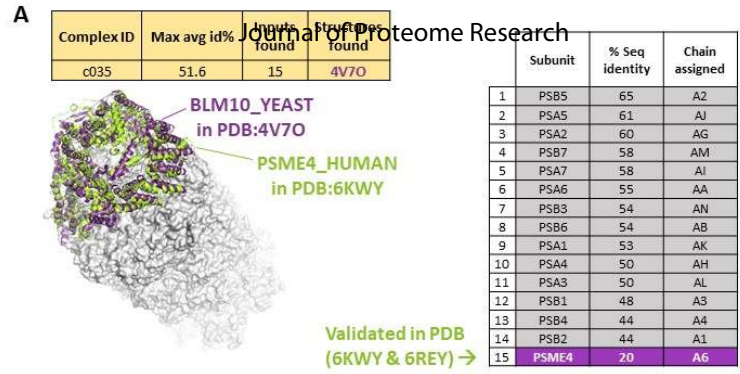 A
Journal of Proteome Research
Complex ID Max avg id% Inputs found Structures found
c035 51.6 15 4V7O
BLM10_YEAST
in PDB:4V7O
PSME4_HUMAN
in PDB:6KWY
Validated in PDB
(6KWY & 6REY) →
Subunit % Seq identity Chain assigned
1 PSB5 65 A2
2 PSA5 61 AJ
3 PSA2 60 AG
4 PSB7 58 AM
5 PSA7 58 AI
6 PSA6 55 AA
7 PSB3 54 AN
8 PSB6 54 AB
9 PSA1 53 AK
10 PSA4 50 AH
11 PSA3 50 AL
12 PSB1 48 A3
13 PSB4 44 A4
14 PSB2 44 A1
15 PSME4 20 A6